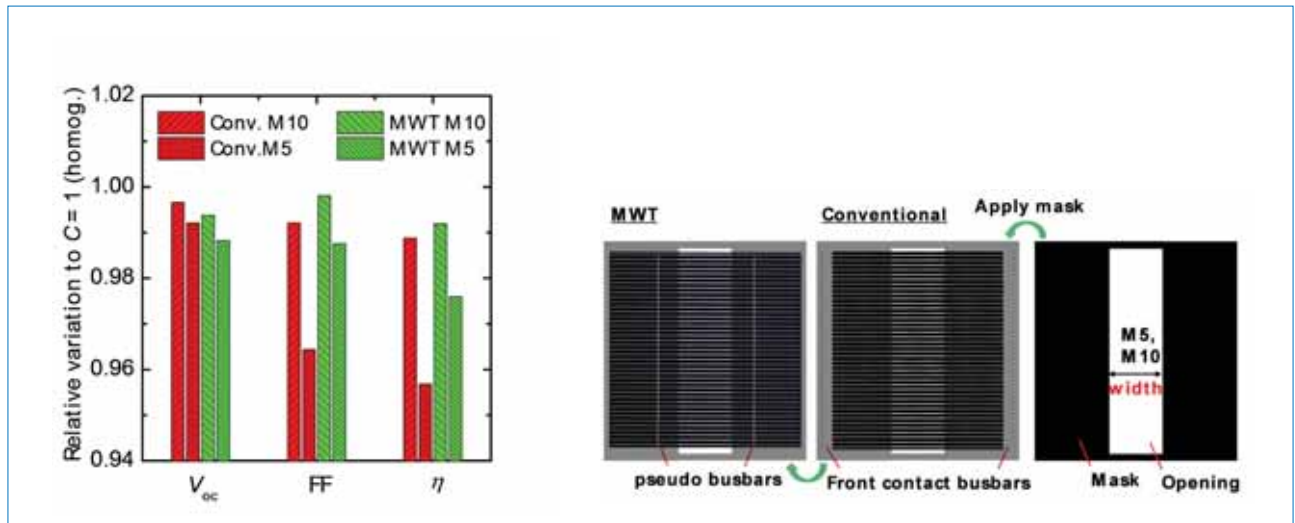 Relative variation to C= 1 (homog.)
1.02
1.00
0.98
0.96
0.94
Conv. M10
Conv.M5
MWT M10
MWT M5
Voc
FF
η
MWT
Conventional
Apply mask
M5,
M10
width
pseudo busbars
Front contact busbars
Mask
Opening